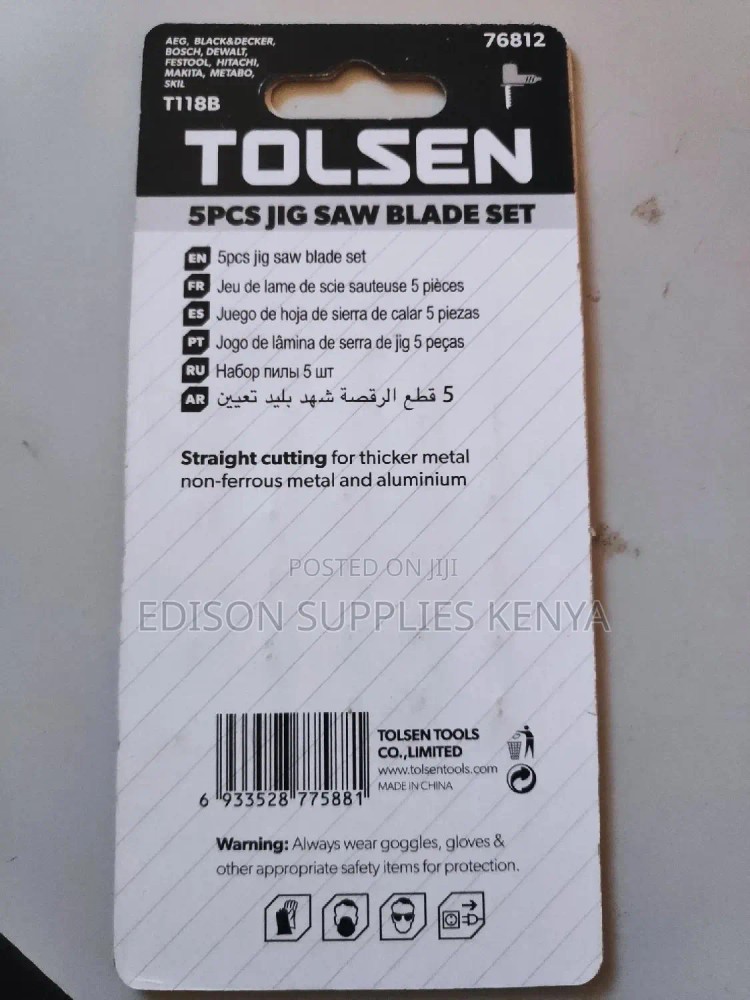 AEG, BLACK&DECKER,
BOSCH, DEWALT,
FESTOOL, HITACHI,
MAKITA, METABO,
SKIL
T118B
76812
TOLSEN
5PCS JIG SAW BLADE SET
EN 5pcs jig saw blade set
FR Jeu de lame de scie sauteuse 5 pièces
ES Juego de hoja de sierra de calar 5 piezas
PT Jogo de lâmina de serra de jig 5 peças
RU Набор пилы 5 шт
AR 5 قطع الرقصة شهد بليد تعيين
Straight cutting for thicker metal
non-ferrous metal and aluminium
POSTED ON JIJI
EDISON SUPPLIES KENYA
6 933528 775881
TOLSEN TOOLS
CO.,LIMITED
www.tolsentools.com
MADE IN CHINA
Warning: Always wear goggles, gloves &
other appropriate safety items for protection.